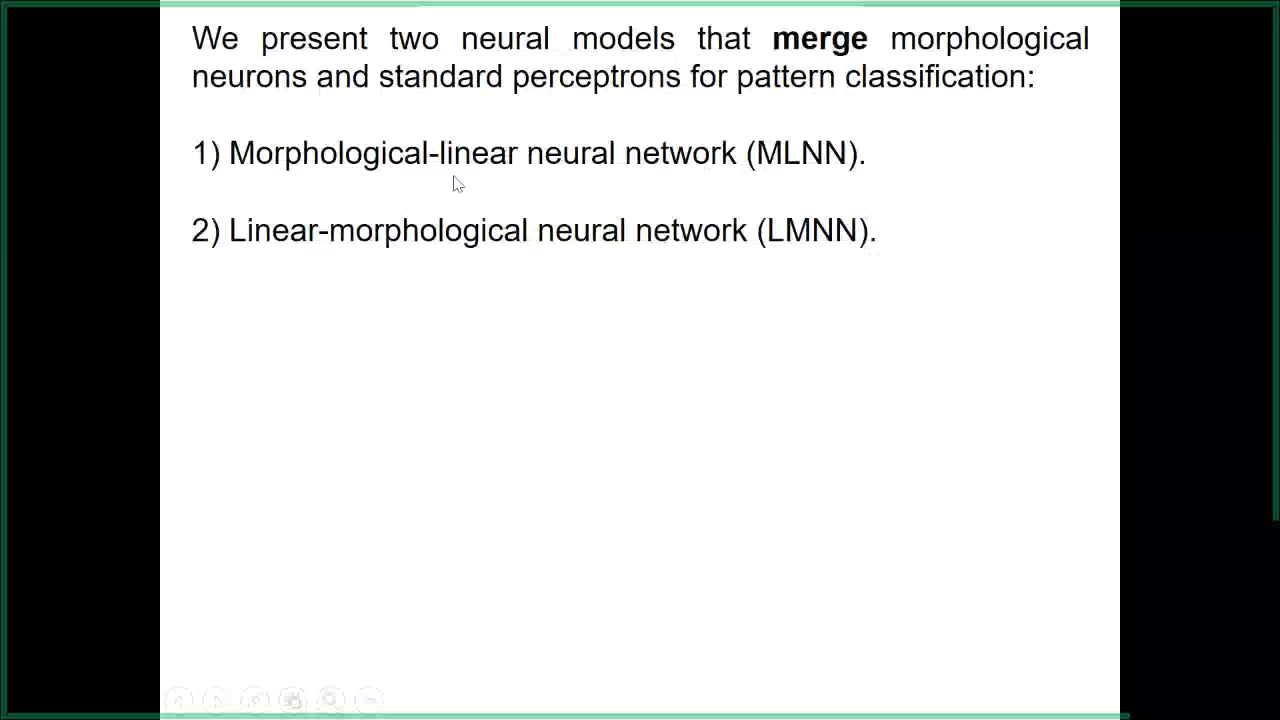 We present two neural models that merge morphological
neurons and standard perceptrons for pattern classification:
1) Morphological-linear neural network (MLNN).
2) Linear-morphological neural network (LMNN).